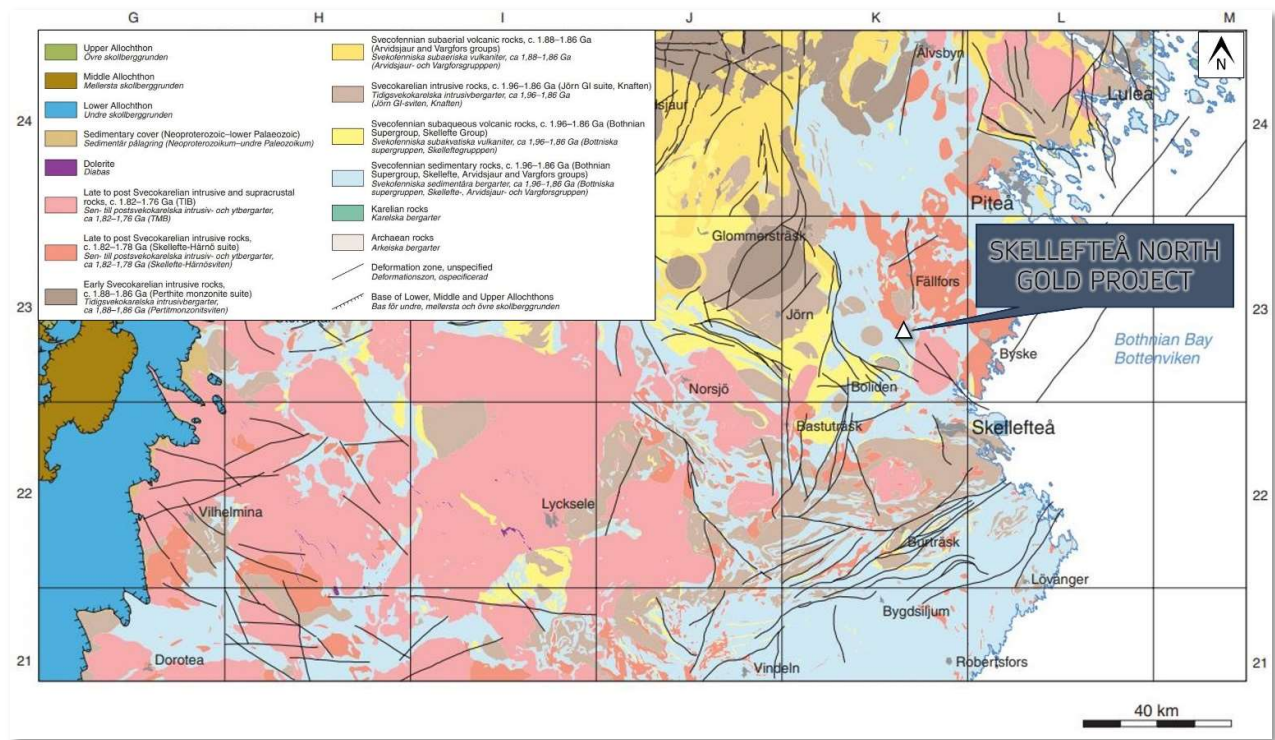 G H I J K L M
N
Upper Allochthon
Övre skollberggrunden
Middle Allochthon
Mellersta skollberggrunden
Lower Allochthon
Undre skollberggrunden
Sedimentary cover (Neoproterozoic–lower Palaeozoic)
Sedimentär pålagring (Neoproterozoikum–undre Paleozoikum)
Dolerite
Diabas
Late to post Svecokarelian intrusive and supracrustal
rocks, c. 1.82–1.76 Ga (TIB)
Sen- till postsvekokarelska intrusiv- och ytbergarter,
ca 1,82–1,76 Ga (TMB)
Late to post Svecokarelian intrusive rocks,
c. 1.82–1.78 Ga (Skellefte-Härnö suite)
Sen- till postsvekokarelska intrusiv- och ytbergarter,
ca 1,82–1,78 Ga (Skellefte-Härnösviten)
Early Svecokarelian intrusive rocks,
c. 1.88–1.86 Ga (Perthite monzonite suite)
Tidigsvekokarelska intrusivbergarter,
ca 1,88–1,86 Ga (Pertitmonzonitsviten)
Svecofennian subaerial volcanic rocks, c. 1.88–1.86 Ga
(Arvidsjaur and Vargfors groups)
Svekofenniska subaeriska vulkaniter, ca 1,88–1,86 Ga
(Arvidsjaur- och Vargforsgrupppen)
Svecokarelian intrusive rocks, c. 1.96–1.86 Ga (Jörn GI suite, Knaften)
Tidigsvekokarelska intrusivbergarter, ca 1,96–1,86 Ga
(Jörn GI-sviten, Knaften)
Svecofennian subaqueous volcanic rocks, c. 1.96–1.86 Ga (Bothnian
Supergroup, Skellefte Group)
Svekofenniska subakvatiska vulkaniter, ca 1,96–1,86 Ga (Bottniska
supergruppen, Skelleftegrupppen)
Svecofennian sedimentary rocks, c. 1.96–1.86 Ga (Bothnian
Supergroup, Skellefte, Arvidsjaur and Vargfors groups)
Svekofenniska sedimentära bergarter, ca 1,96–1,86 Ga (Bottniska
supergruppen, Skellefte-, Arvidsjaur- och Vargforsgruppen)
Karelian rocks
Karelska bergarter
Archaean rocks
Arkeiska bergarter
Deformation zone, unspecified
Deformationszon, ospecificerad
Base of Lower, Middle and Upper Allochthons
Bas för undre, mellersta och övre skollberggrunden
Älvsbyn
Luleå
24 24
Piteå
Glommersträsk
SKELLEFTEÅ NORTH
GOLD PROJECT
Fällfors
23 23
Jörn
Bothnian Bay
Bottenviken
Byske
Norsjö
Boliden
Bastuträsk
Skellefteå
22 22
Lycksele
Vilhelmina
Burträsk
Lövånger
Bygdsiljum
21 21
Dorotea
Vindeln
Robertsfors
40 km